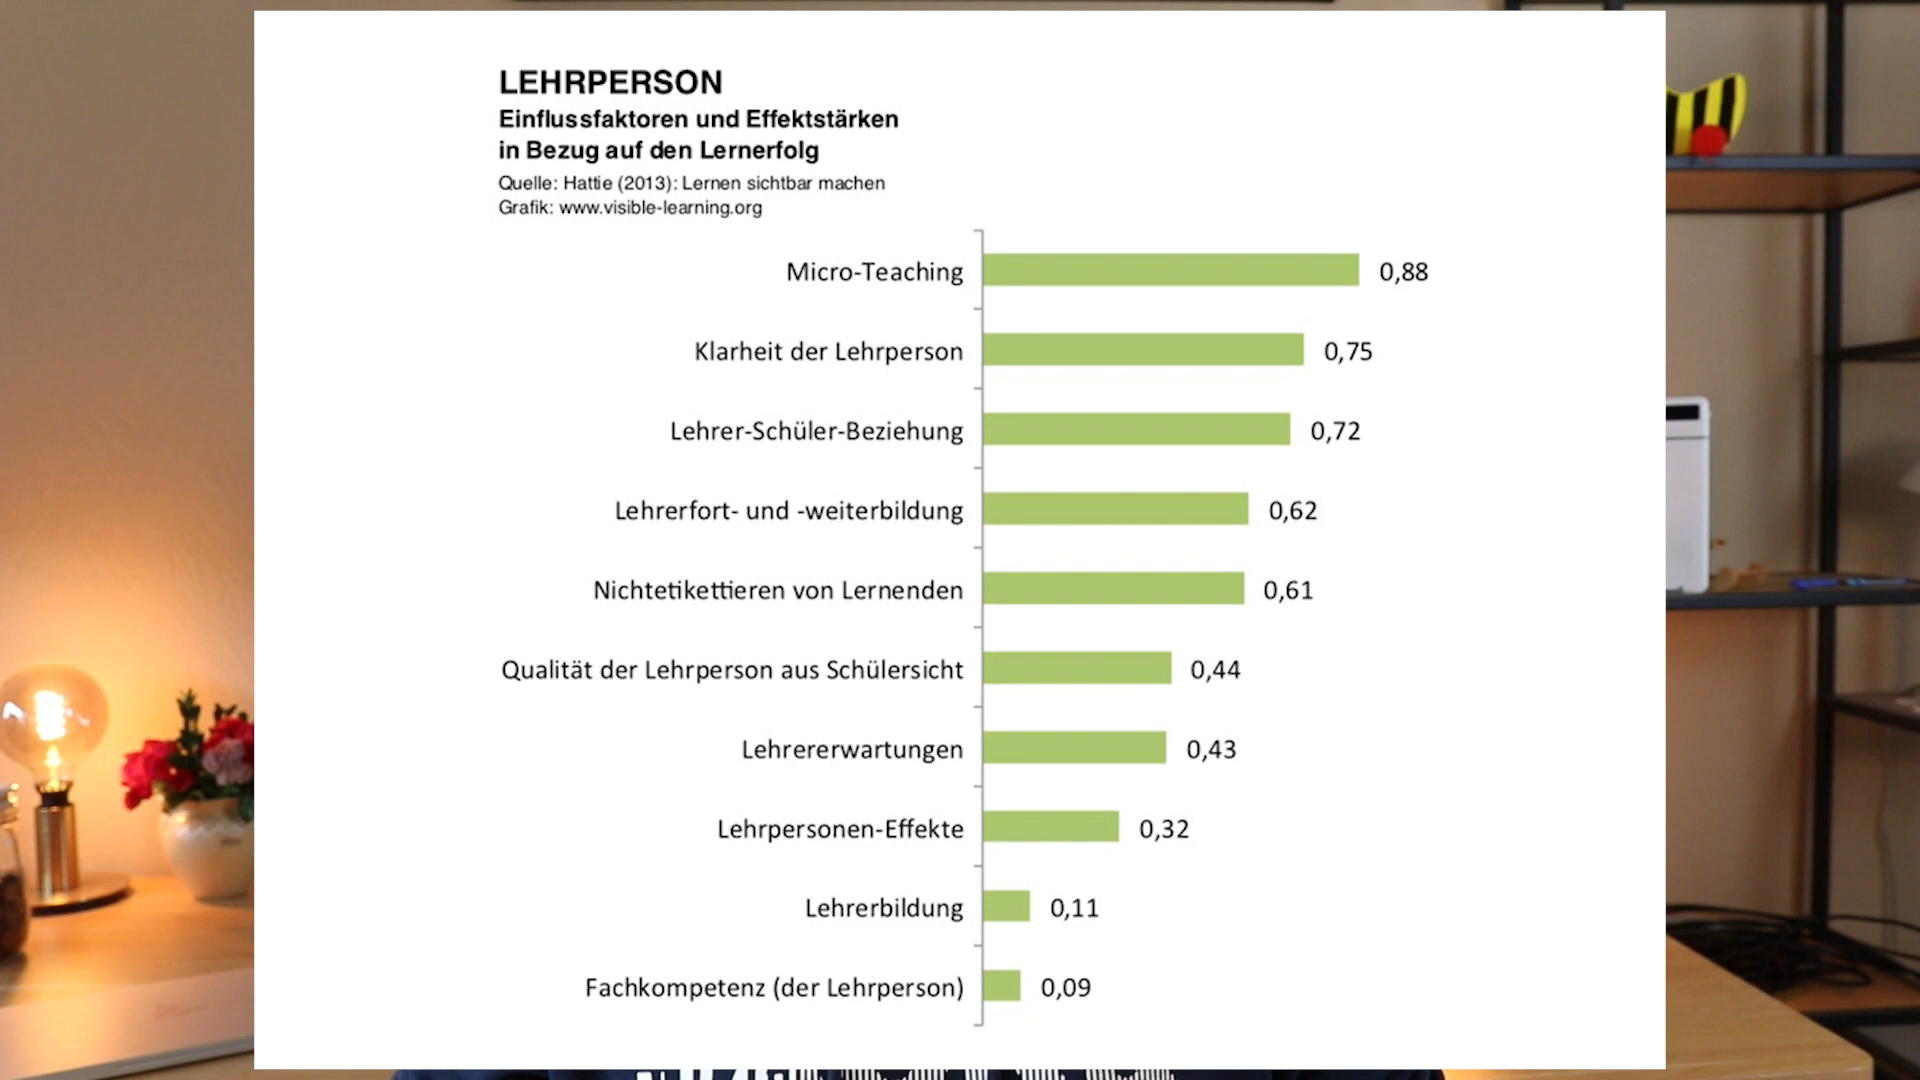 LEHRPERSON
Einflussfaktoren und Effektstärken
in Bezug auf den Lernerfolg
Quelle: Hattie (2013): Lernen sichtbar machen
Grafik: www.visible-learning.org
Micro-Teaching 0,88
Klarheit der Lehrperson 0,75
Lehrer-Schüler-Beziehung 0,72
Lehrerfort- und -weiterbildung 0,62
Nichtetikettieren von Lernenden 0,61
Qualität der Lehrperson aus Schülersicht 0,44
Lehrererwartungen 0,43
Lehrpersonen-Effekte 0,32
Lehrerbildung 0,11
Fachkompetenz (der Lehrperson) 0,09